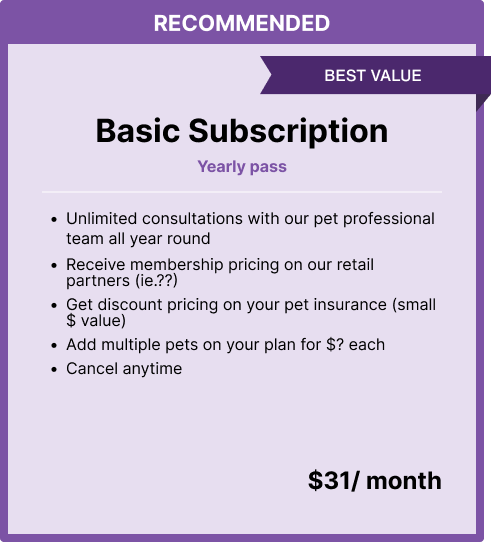 RECOMMENDED
BEST VALUE
Basic Subscription
Yearly pass
• Unlimited consultations with our pet professional
team all year round
• Receive membership pricing on our retail
partners (ie.??)
• Get discount pricing on your pet insurance (small
$ value)
• Add multiple pets on your plan for $? each
• Cancel anytime
$31/ month